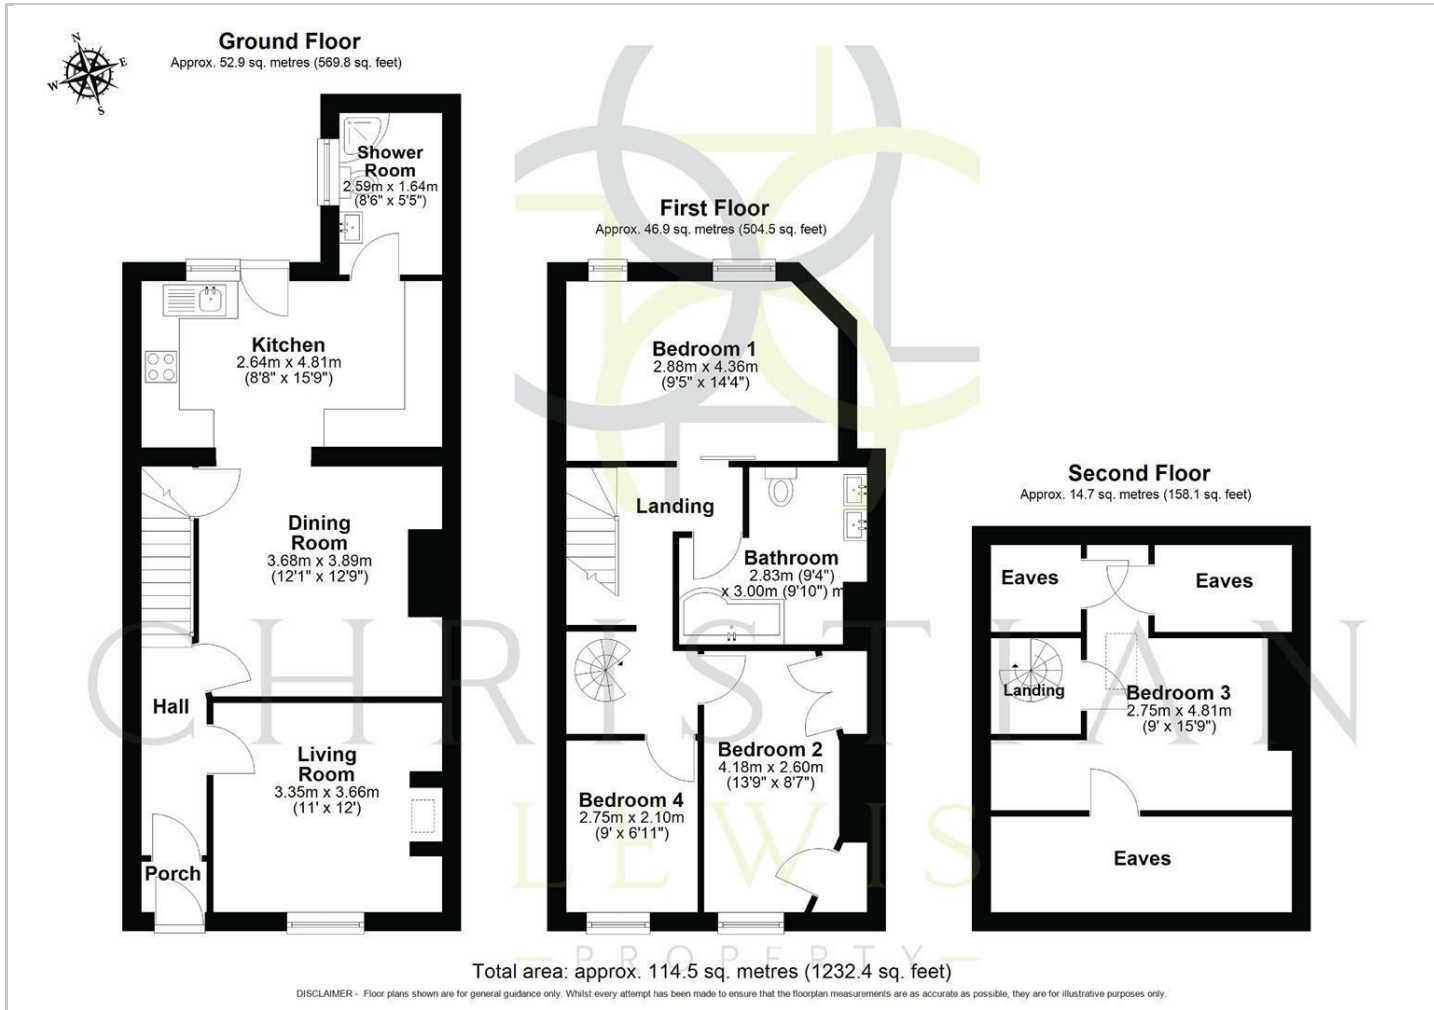 N
E
W
S
Ground Floor
Approx. 52.9 sq. metres (569.8 sq. feet)
Shower
Room
2.59m x 1.64m
(8'6" x 5'5")
Kitchen
2.64m x 4.81m
(8'8" x 15'9")
Dining
Room
3.68m x 3.89m
(12'1" x 12'9")
Hall
Living
Room
3.35m x 3.66m
(11' x 12')
Porch
First Floor
Approx. 46.9 sq. metres (504.5 sq. feet)
Bedroom 1
2.88m x 4.36m
(9'5" x 14'4")
Landing
Bathroom
2.83m (9'4")
x 3.00m (9'10") m
Bedroom 2
4.18m x 2.60m
(13'9" x 8'7")
Bedroom 4
2.75m x 2.10m
(9' x 6'11")
Second Floor
Approx. 14.7 sq. metres (158.1 sq. feet)
Eaves
Eaves
Landing
Bedroom 3
2.75m x 4.81m
(9' x 15'9")
Eaves
CHRISTIAN
LEWIS
PROPERTY
Total area: approx. 114.5 sq. metres (1232.4 sq. feet)
DISCLAIMER - Floor plans shown are for general guidance only. Whilst every attempt has been made to ensure that the floorplan measurements are as accurate as possible, they are for illustrative purposes only.